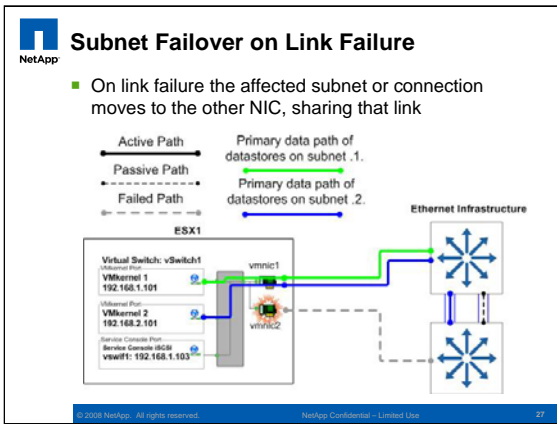 NetApp
Subnet Failover on Link Failure
On link failure the affected subnet or connection
moves to the other NIC, sharing that link
Active Path
Passive Path
Failed Path
Primary data path of
datastores on subnet .1.
Primary data path of
datastores on subnet .2.
Ethernet Infrastructure
ESX1
Virtual Switch: vSwitch1
VMkernel Port
VMkernel 1
192.168.1.101
VMkernel Port
VMkernel 2
192.168.2.101
Service Console Port
Service Console iSCSI
vswif1: 192.168.1.103
vmnic1
vmnic2
© 2008 NetApp. All rights reserved.
NetApp Confidential – Limited Use
27